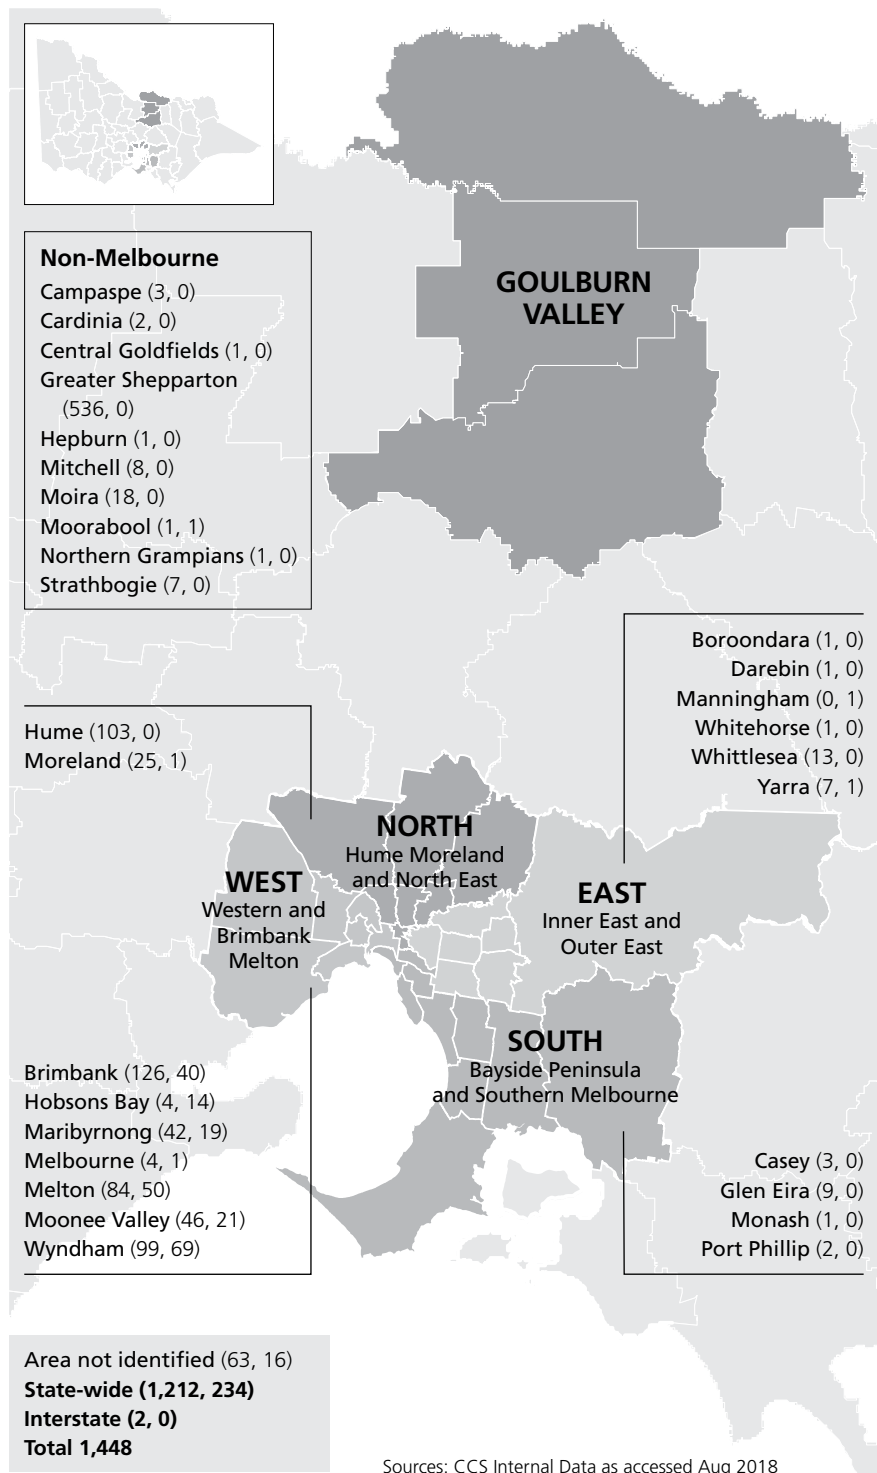 GOULBURN
VALLEY
Non-Melbourne
Campaspe (3, 0)
Cardinia (2, 0)
Central Goldfields (1, 0)
Greater Shepparton
(536, 0)
Hepburn (1, 0)
Mitchell (8, 0)
Moira (18, 0)
Moorabool (1, 1)
Northern Grampians (1, 0)
Strathbogie (7, 0)
Boroondara (1, 0)
Darebin (1, 0)
Manningham (0, 1)
Whitehorse (1, 0)
Whittlesea (13, 0)
Yarra (7, 1)
Hume (103, 0)
Moreland (25, 1)
NORTH
Hume Moreland
and North East
WEST
Western and
Brimbank
Melton
EAST
Inner East and
Outer East
SOUTH
Bayside Peninsula
and Southern Melbourne
Brimbank (126, 40)
Hobsons Bay (4, 14)
Maribyrnong (42, 19)
Melbourne (4, 1)
Melton (84, 50)
Moonee Valley (46, 21)
Wyndham (99, 69)
Casey (3, 0)
Glen Eira (9, 0)
Monash (1, 0)
Port Phillip (2, 0)
Area not identified (63, 16)
State-wide (1,212, 234)
Interstate (2, 0)
Total 1,448
Sources: CCS Internal Data as accessed Aug 2018